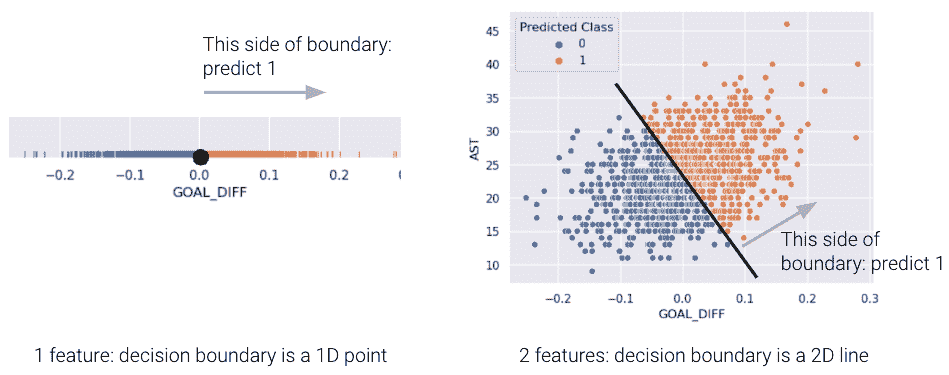 This side of boundary:
predict 1
−0.2 −0.1 0.0 0.1 0.2
GOAL_DIFF
1 feature: decision boundary is a 1D point
Predicted Class
0
1
45
40
35
30
25
20
15
10
AST
−0.2 −0.1 0.0 0.1 0.2 0.3
GOAL_DIFF
This side of
boundary: predict 1
2 features: decision boundary is a 2D line